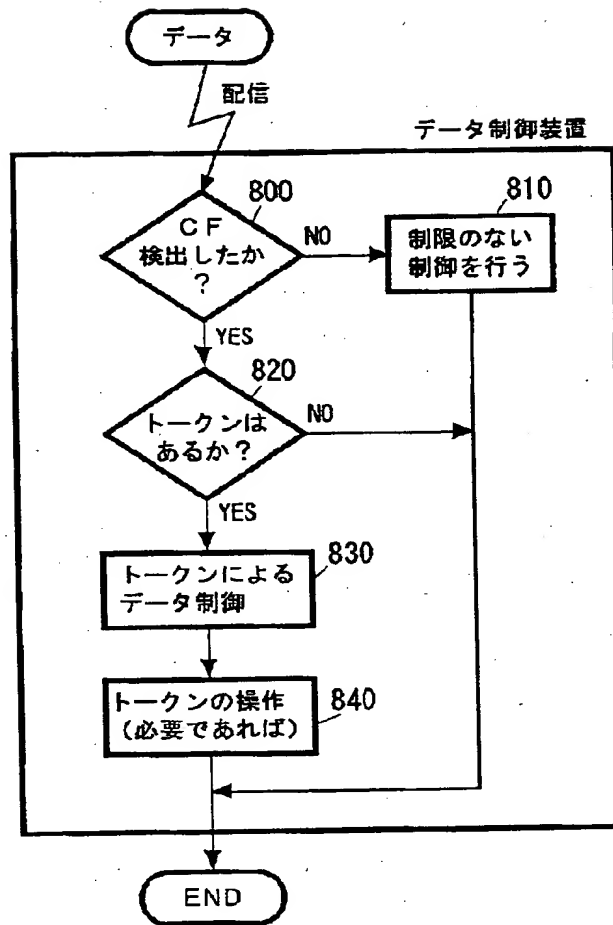 データ
配信
データ制御装置
800
CF
検出したか
?
NO
810
制限のない
制御を行う
YES
820
トークンは
あるか?
NO
YES
830
トークンによる
データ制御
840
トークンの操作
(必要であれば)
END